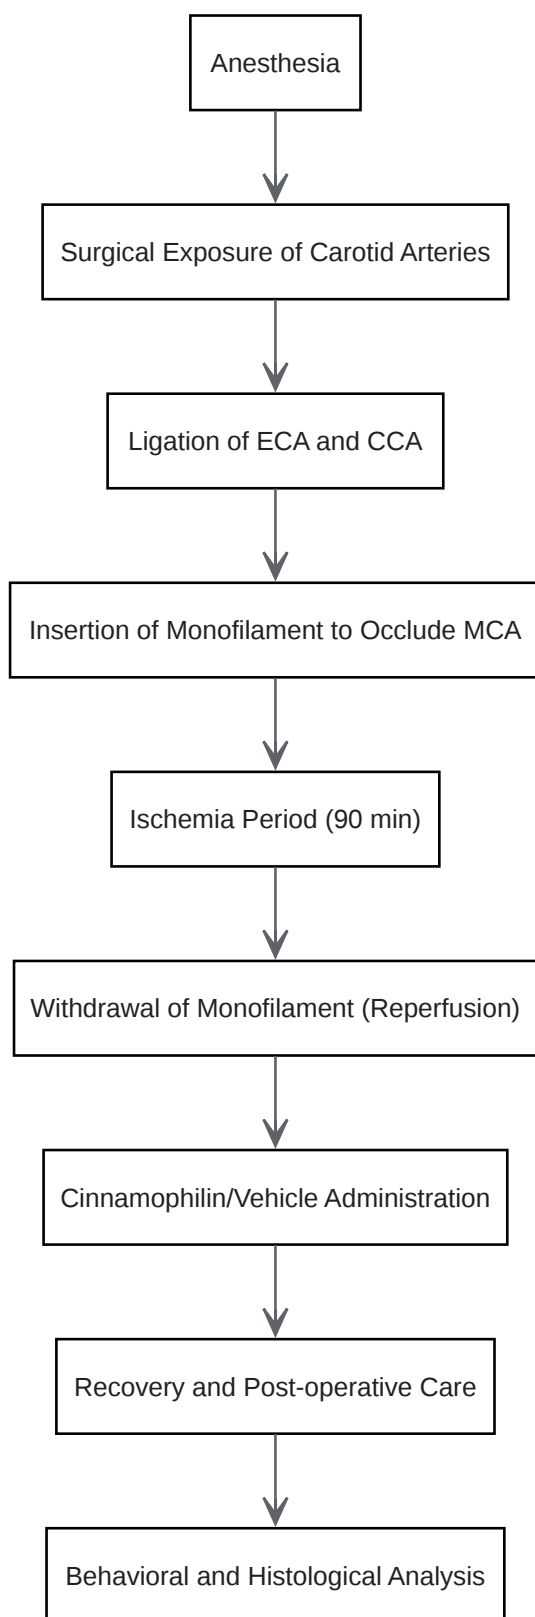 Anesthesia
Surgical Exposure of Carotid Arteries
Ligation of ECA and CCA
Insertion of Monofilament to Occlude MCA
Ischemia Period (90 min)
Withdrawal of Monofilament (Reperfusion)
Cinnamophilin/Vehicle Administration
Recovery and Post-operative Care
Behavioral and Histological Analysis